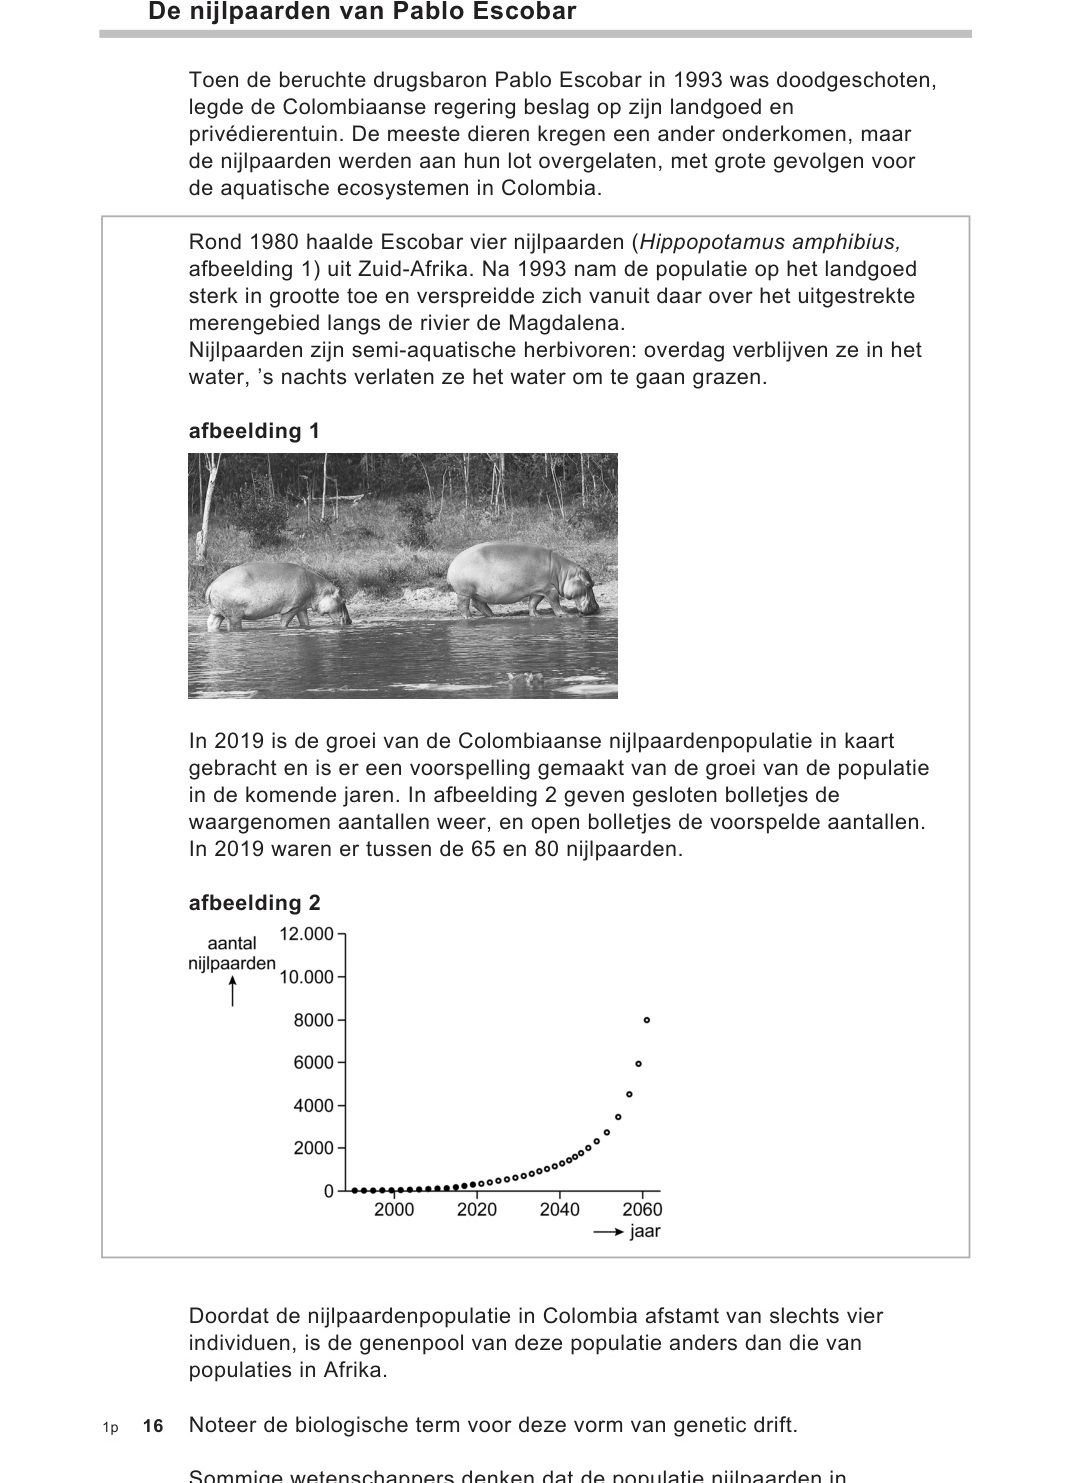 De nijlpaarden van Pablo Escobar
Toen de beruchte drugsbaron Pablo Escobar in 1993 was doodgeschoten,
legde de Colombiaanse regering beslag op zijn landgoed en
privédierentuin. De meeste dieren kregen een ander onderkomen, maar
de nijlpaarden werden aan hun lot overgelaten, met grote gevolgen voor
de aquatische ecosystemen in Colombia.
Rond 1980 haalde Escobar vier nijlpaarden (Hippopotamus amphibius,
afbeelding 1) uit Zuid-Afrika. Na 1993 nam de populatie op het landgoed
sterk in grootte toe en verspreidde zich vanuit daar over het uitgestrekte
merengebied langs de rivier de Magdalena.
Nijlpaarden zijn semi-aquatische herbivoren: overdag verblijven ze in het
water, ’s nachts verlaten ze het water om te gaan grazen.
afbeelding 1
In 2019 is de groei van de Colombiaanse nijlpaardenpopulatie in kaart
gebracht en is er een voorspelling gemaakt van de groei van de populatie
in de komende jaren. In afbeelding 2 geven gesloten bolletjes de
waargenomen aantallen weer, en open bolletjes de voorspelde aantallen.
In 2019 waren er tussen de 65 en 80 nijlpaarden.
afbeelding 2
aantal
nijlpaarden
12.000
10.000
8000
6000
4000
2000
0
2000 2020 2040 2060
jaar
Doordat de nijlpaardenpopulatie in Colombia afstamt van slechts vier
individuen, is de genenpool van deze populatie anders dan die van
populaties in Afrika.
1p 16 Noteer de biologische term voor deze vorm van genetic drift.
Sommige wetenschappers denken dat de populatie nijlpaarden in